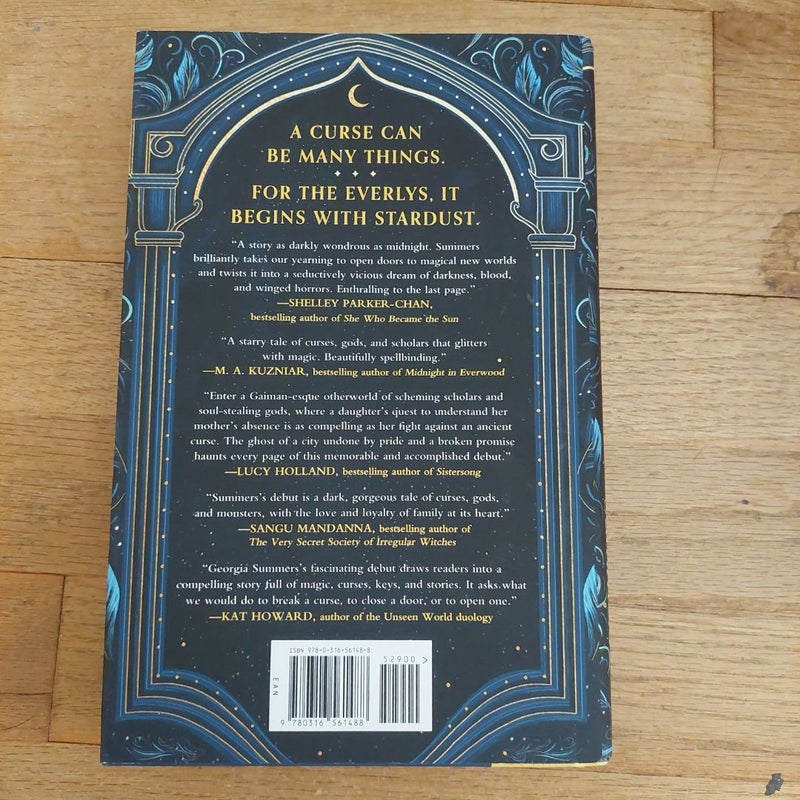 A CURSE CAN
BE MANY THINGS.
FOR THE EVERLYS, IT
BEGINS WITH STARDUST.
“A story as darkly wondrous as midnight. Summers
brilliantly takes our yearning to open doors to magical new worlds
and twists it into a seductively vicious dream of darkness, blood,
and winged horrors. Enthralling to the last page.”
—SHELLEY PARKER-CHAN,
bestselling author of She Who Became the Sun
“A starry tale of curses, gods, and scholars that glitters
with magic. Beautifully spellbinding.”
—M. A. KUZNIAR, bestselling author of Midnight in Everwood
“Enter a Gaiman-esque otherworld of scheming scholars and
soul-stealing gods, where a daughter’s quest to understand her
mother’s absence is as compelling as her fight against an ancient
curse. The ghost of a city undone by pride and a broken promise
haunts every page of this memorable and accomplished debut.”
—LUCY HOLLAND, bestselling author of Sistersong
“Summers’s debut is a dark, gorgeous tale of curses, gods,
and monsters, with the love and loyalty of family at its heart.”
—SANGU MANDANNA, bestselling author of
The Very Secret Society of Irregular Witches
“Georgia Summers’s fascinating debut draws readers into a
compelling story full of magic, curses, keys, and stories. It asks what
we would do to break a curse, to close a door, or to open one.”
—KAT HOWARD, author of the Unseen World duology
ISBN 978-0-316-56148-8
52900 >
EAN
9 780316 561488